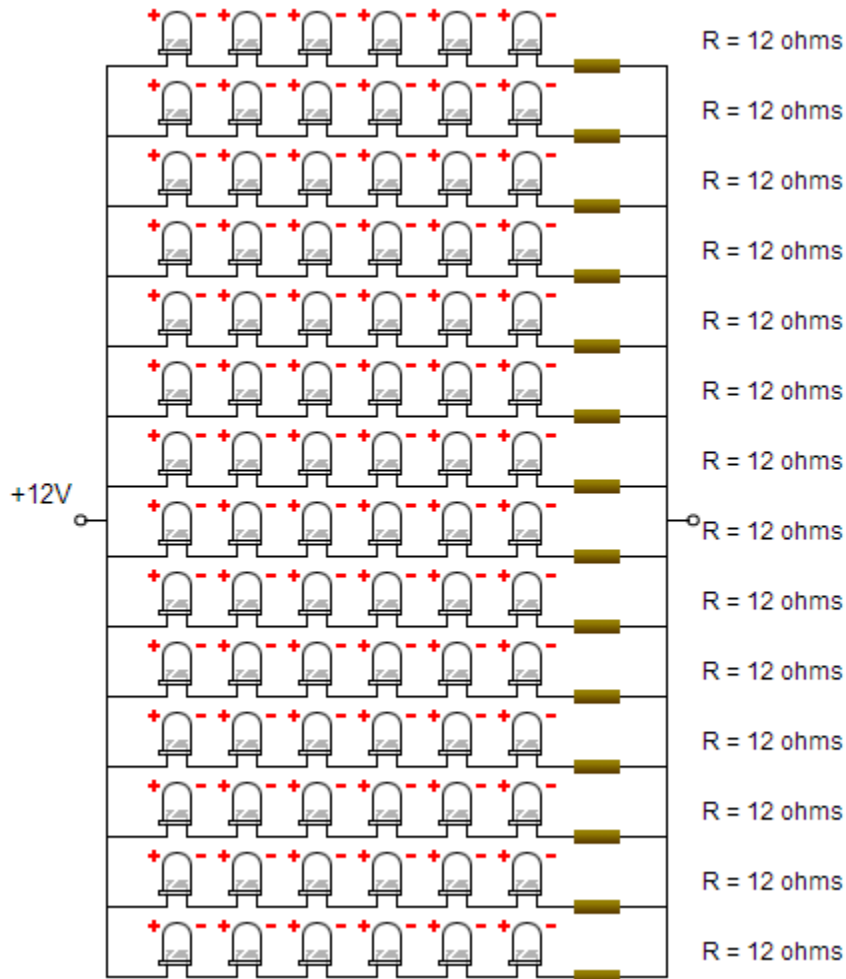 R = 12 ohms
R = 12 ohms
R = 12 ohms
R = 12 ohms
R = 12 ohms
R = 12 ohms
R = 12 ohms
+12V
R = 12 ohms
R = 12 ohms
R = 12 ohms
R = 12 ohms
R = 12 ohms
R = 12 ohms
R = 12 ohms